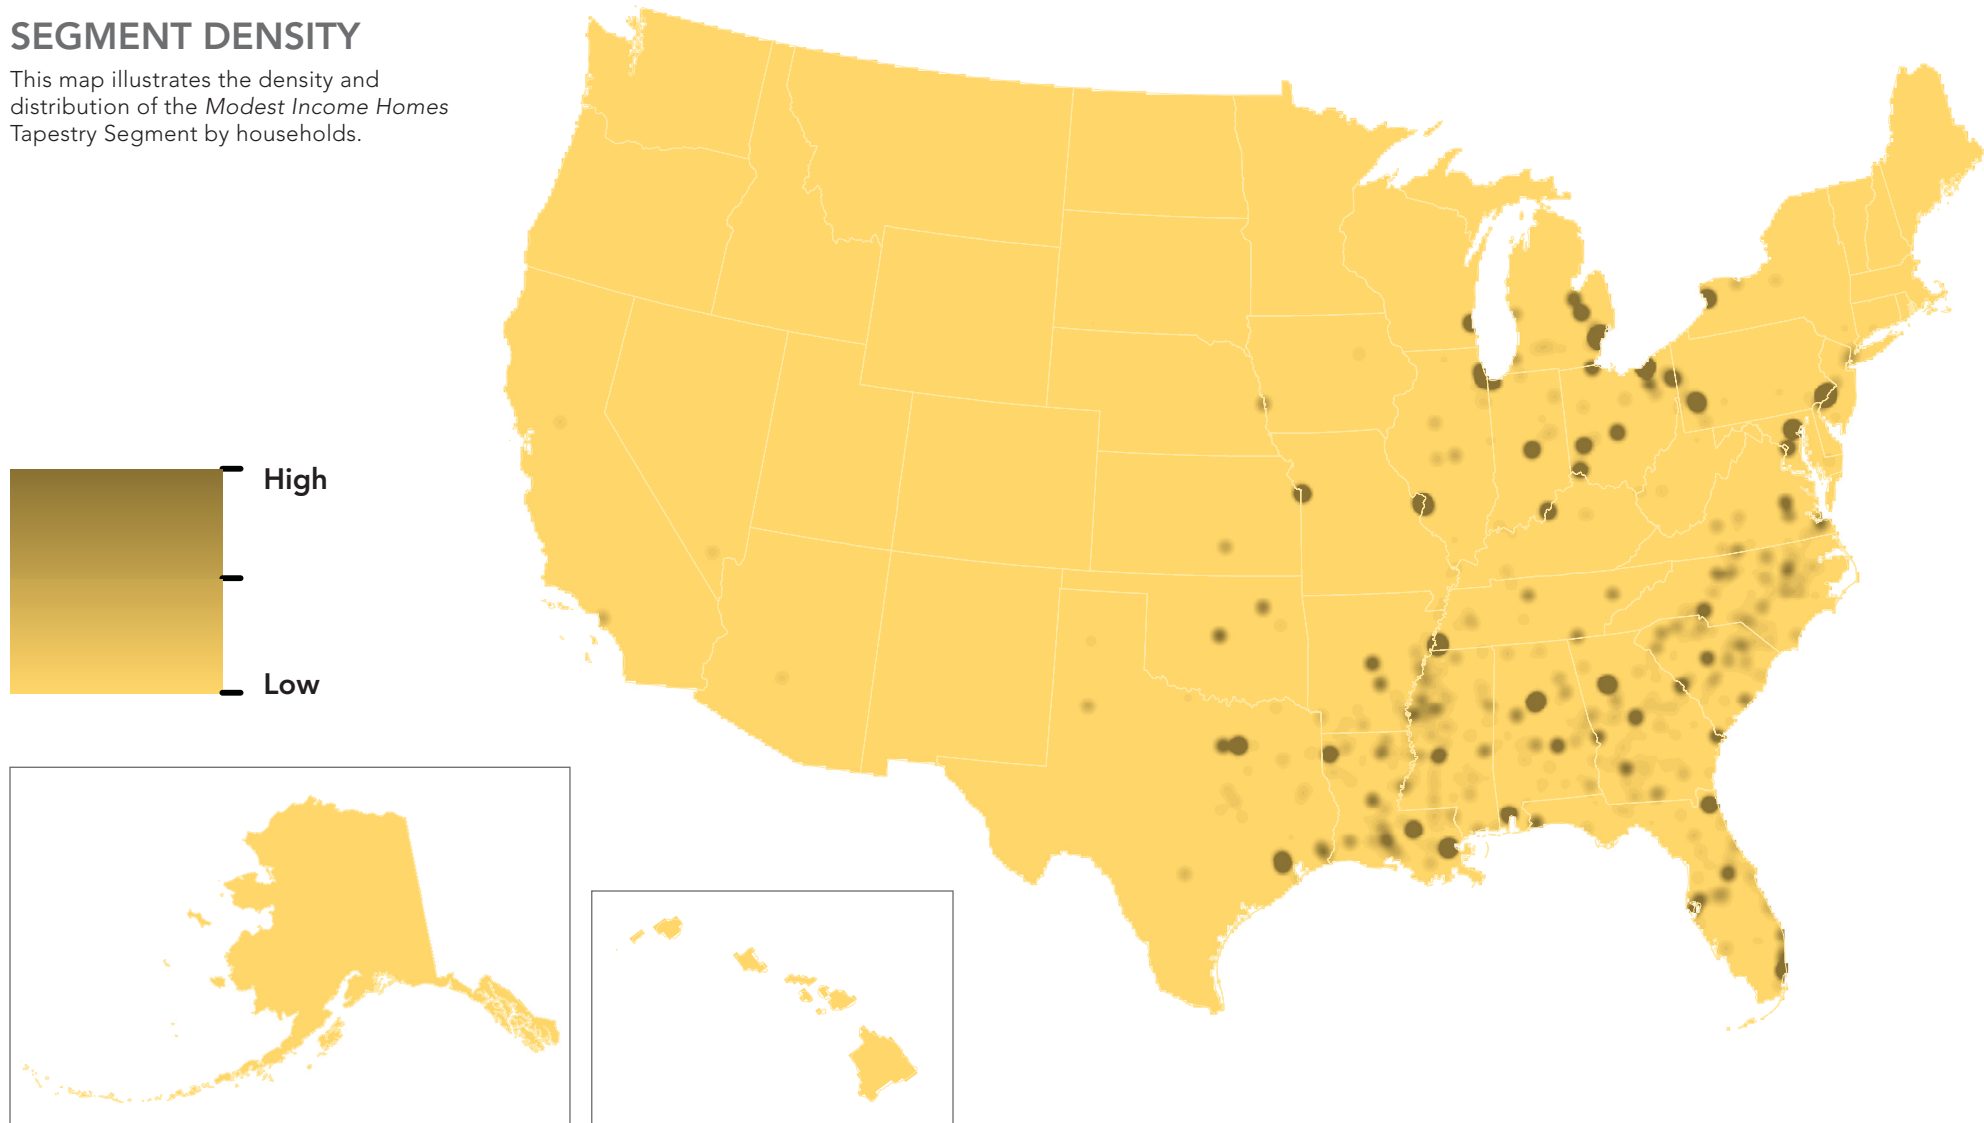 SEGMENT DENSITY
This map illustrates the density and
distribution of the Modest Income Homes
Tapestry Segment by households.
High
Low